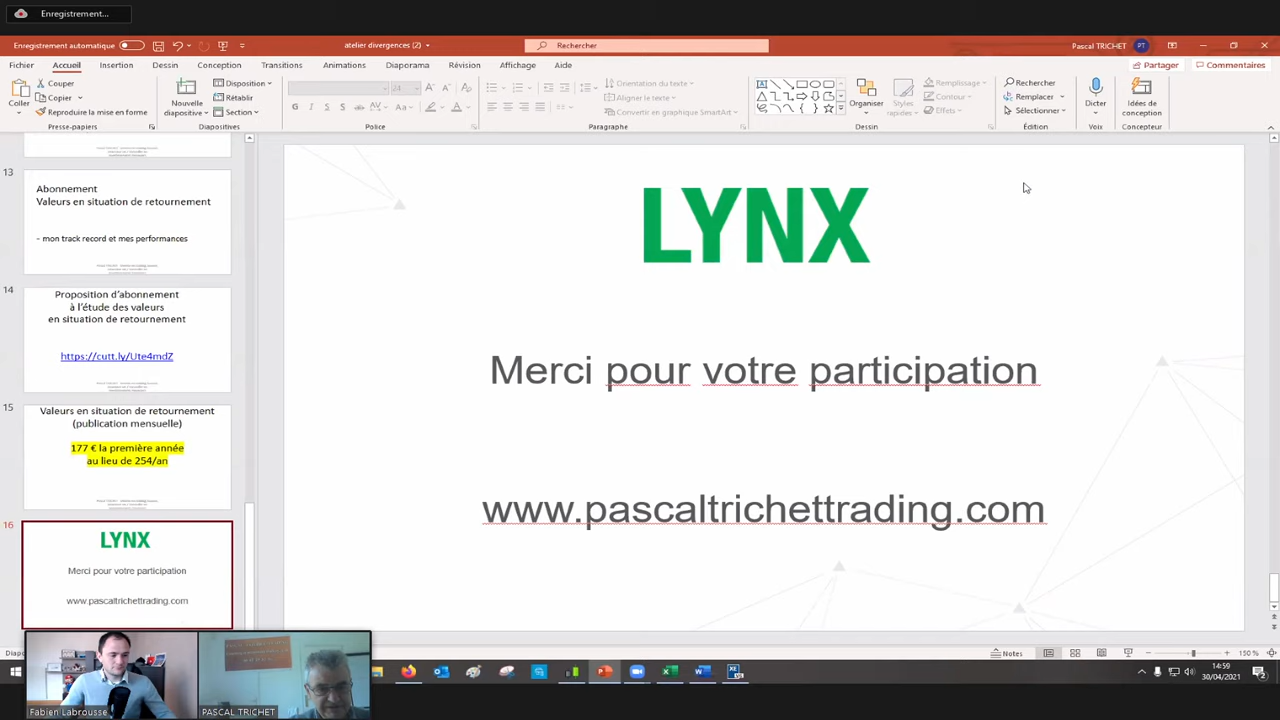 Enregistrement...
Enregistrement automatique
atelier divergences (2)
Rechercher
Pascal TRICHET
PT
Fichier
Accueil
Insertion
Dessin
Conception
Transitions
Animations
Diaporama
Révision
Affichage
Aide
Partager
Commentaires
Coller
Couper
Copier
Reproduire la mise en forme
Presse-papiers
Nouvelle
diapositive
Disposition
Rétablir
Section
Diapositives
24
G I S S ab AV Aa A
Police
Orientation du texte
Aligner le texte
Convertir en graphique SmartArt
Paragraphe
Organiser
Styles
rapides
Remplissage
Contour
Effets
Dessin
Rechercher
Remplacer
Sélectionner
Édition
Dicter
Voix
Idées de
conception
Concepteur
13
Abonnement
Valeurs en situation de retournement
- mon track record et mes performances
14
Proposition d'abonnement
à l'étude des valeurs
en situation de retournement
https://cutt.ly/Ute4mdZ
15
Valeurs en situation de retournement
(publication mensuelle)
177 € la première année
au lieu de 254/an
16
LYNX
Merci pour votre participation
www.pascaltrichettrading.com
LYNX
Merci pour votre participation
www.pascaltrichettrading.com
Notes
150 %
Fabien Labrousse
PASCAL TRICHET
14:59
30/04/2021
2